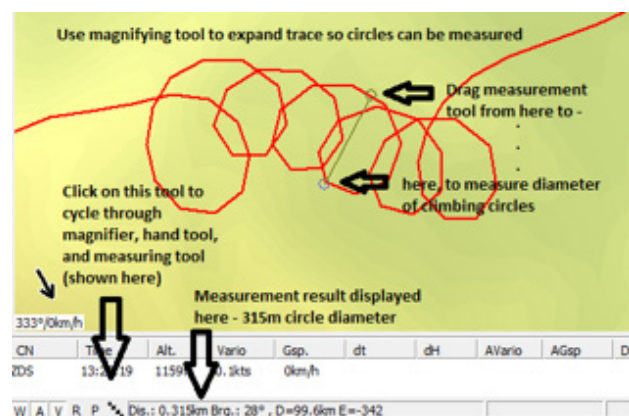 Use magnifying tool to expand trace so circles can be measured
Drag measurement
tool from here to -
here, to measure diameter
of climbing circles
Click on this tool to
cycle through
magnifier, hand tool,
and measuring tool
(shown here)
Measurement result displayed
here - 315m circle diameter
333°/0km/h
CN Time Alt. Vario Gsp. dt dH AVario AGsp D
ZDS 0km/h
W A V R P Dis.: 0.315km Brg.: 28° , D=99.6km E=-342